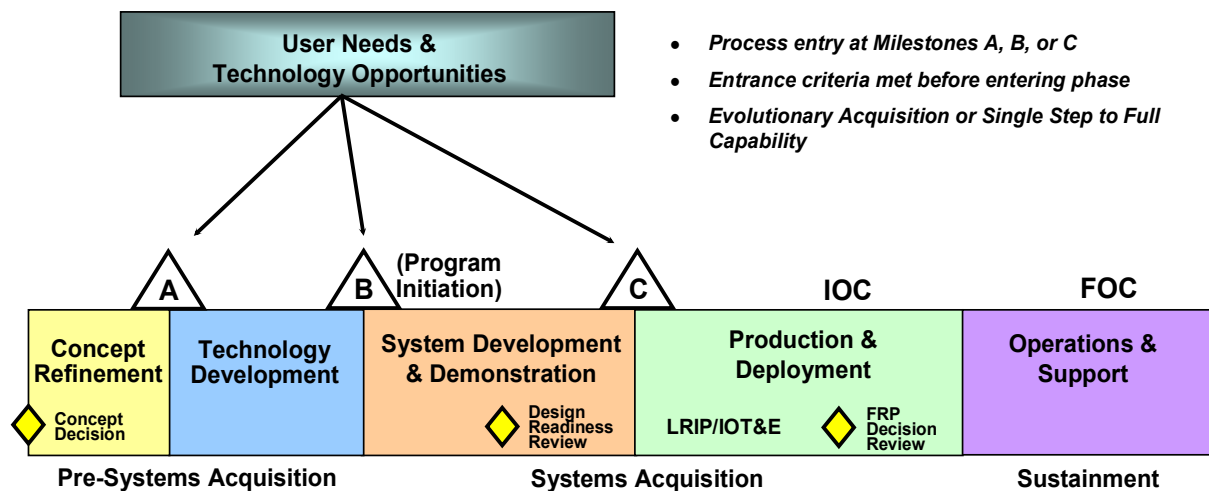 User Needs &
Technology Opportunities
• Process entry at Milestones A, B, or C
• Entrance criteria met before entering phase
• Evolutionary Acquisition or Single Step to Full
Capability
A
B
(Program
Initiation)
C
IOC
FOC
Concept
Refinement
Technology
Development
System Development
& Demonstration
Production &
Deployment
Operations &
Support
Concept
Decision
Design
Readiness
Review
LRIP/IOT&E
FRP
Decision
Review
Pre-Systems Acquisition
Systems Acquisition
Sustainment